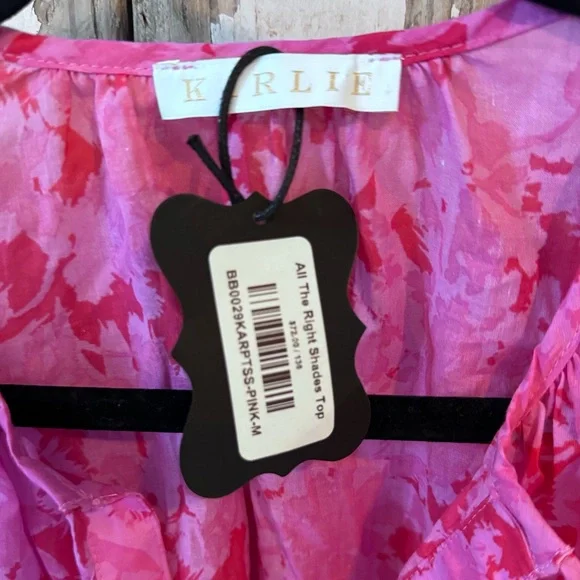 KARLIE
All The Right Shades Top
$72.00 / 136
BB0029KARPTSS-PINK-M